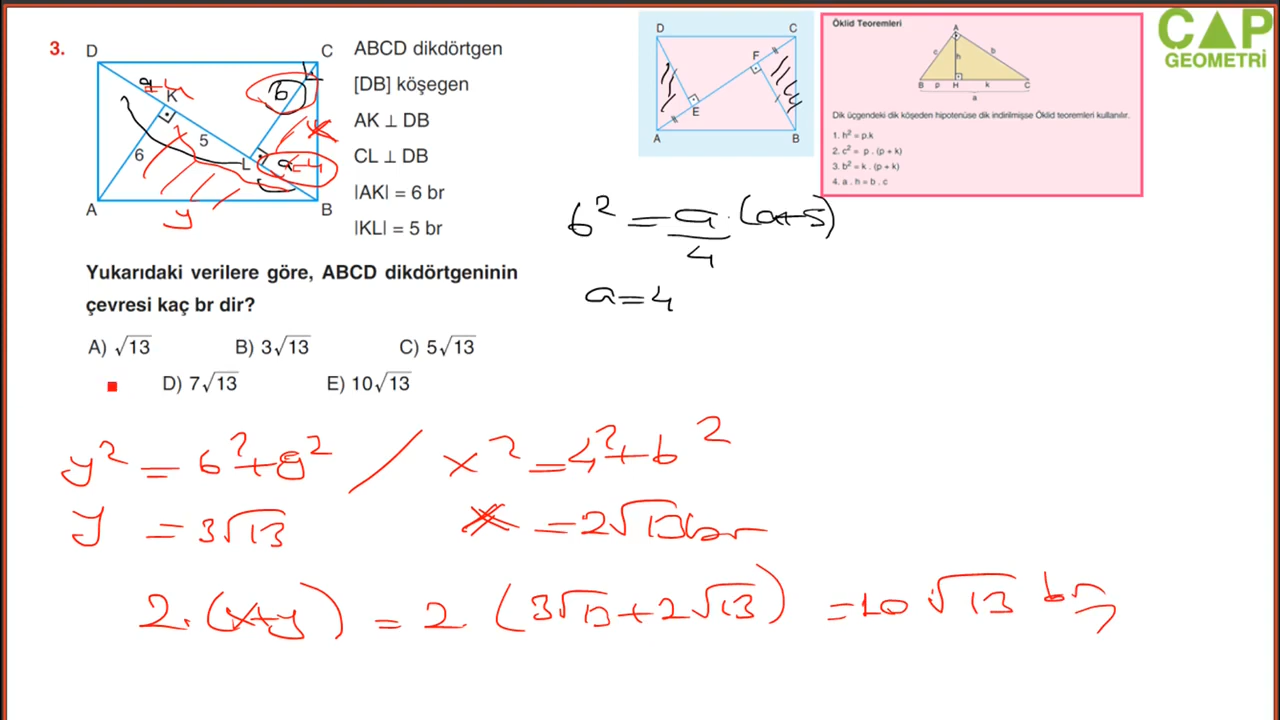 3.
D
C
A
B
K
L
6
5
a=4
6
x
a=4
y
ABCD dikdörtgen
[DB] köşegen
AK ⊥ DB
CL ⊥ DB
|AK| = 6 br
|KL| = 5 br
Yukarıdaki verilere göre, ABCD dikdörtgeninin
çevresi kaç br dir?
A) √13 B) 3√13 C) 5√13
D) 7√13 E) 10√13
D
C
F
E
A
B
Öklid Teoremleri
A
c
h
b
B p H k C
a
Dik üçgendeki dik köşeden hipotenüse dik indirilmişse Öklid teoremleri kullanılır.
1. h² = p.k
2. c² = p . (p + k)
3. b² = k . (p + k)
4. a . h = b . c
ÇAP
GEOMETRİ
6² = a . (a+5)
4
a = 4
y² = 6² + 9² / x² = 4² + 6²
y = 3√13 x = 2√13 br
2. (x+y) = 2. (3√13 + 2√13) = 10√13 br